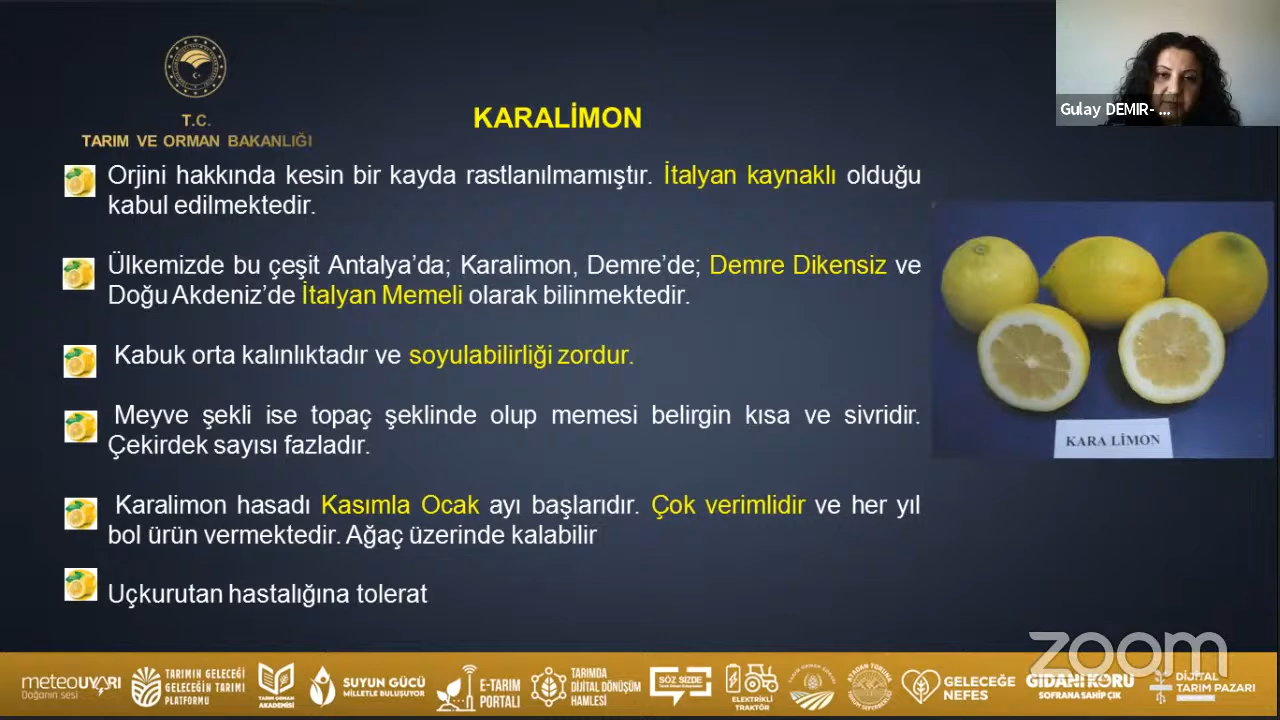 Gulay DEMIR- ...
T.C.
TARIM VE ORMAN BAKANLIĞI
KARALİMON
Orjini hakkında kesin bir kayda rastlanılmamıştır. İtalyan kaynaklı olduğu
kabul edilmektedir.
Ülkemizde bu çeşit Antalya’da; Karalimon, Demre’de; Demre Dikensiz ve
Doğu Akdeniz’de İtalyan Memeli olarak bilinmektedir.
Kabuk orta kalınlıktadır ve soyulabilirliği zordur.
Meyve şekli ise topaç şeklinde olup memesi belirgin kısa ve sivridir.
Çekirdek sayısı fazladır.
Karalimon hasadı Kasımla Ocak ayı başlarıdır. Çok verimlidir ve her yıl
bol ürün vermektedir. Ağaç üzerinde kalabilir
Uçkurutan hastalığına tolerat
KARA LİMON
zoom
meteoUYARI
Doğanın sesi
TARIMIN GELECEĞİ
GELECEĞİN TARIMI
PLATFORMU
TARIM ORMAN
AKADEMİSİ
SUYUN GÜCÜ
MİLLETLE BULUŞUYOR
E-TARIM
PORTALI
TARIMDA
DİJİTAL DÖNÜŞÜM
HAMLESİ
SÖZ SİZDE
ELEKTRİKLİ
TRAKTÖR
GELECEĞE
NEFES
GIDANI KORU
SOFRANA SAHİP ÇIK
DİJİTAL
TARIM PAZARI